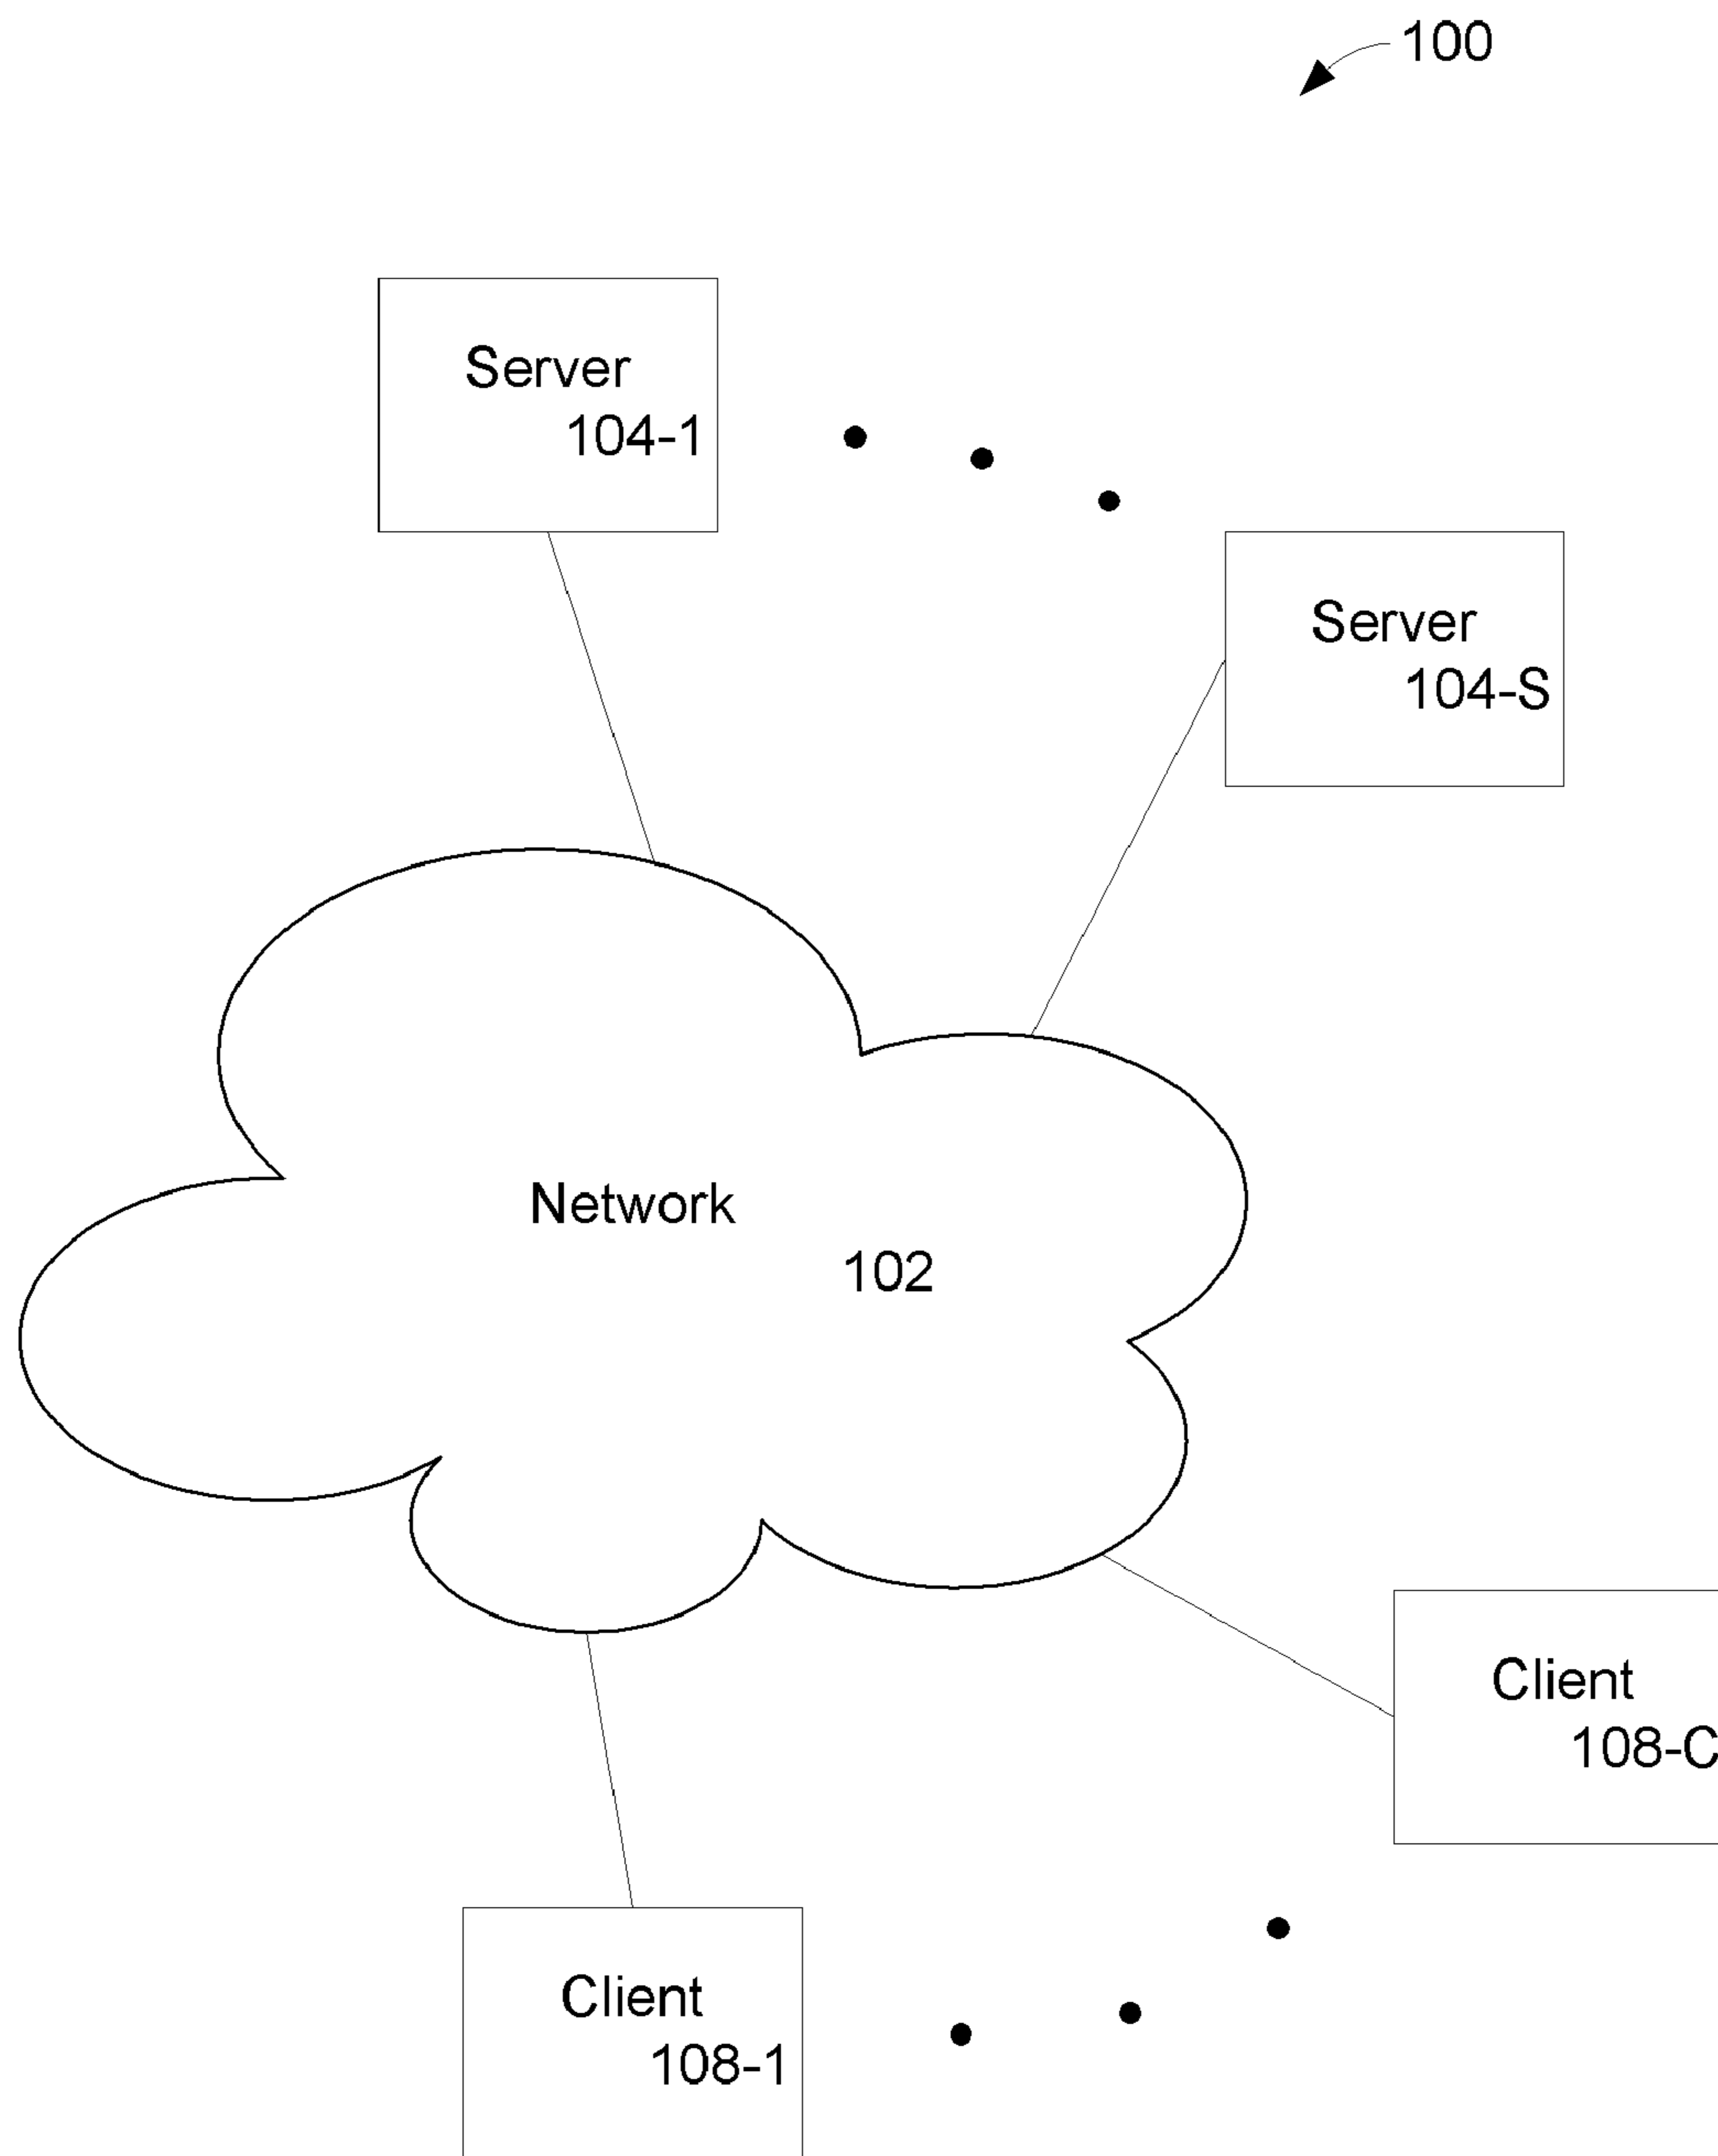 100
Server
104-1
Server
104-S
Network
102
Client
108-C
Client
108-1